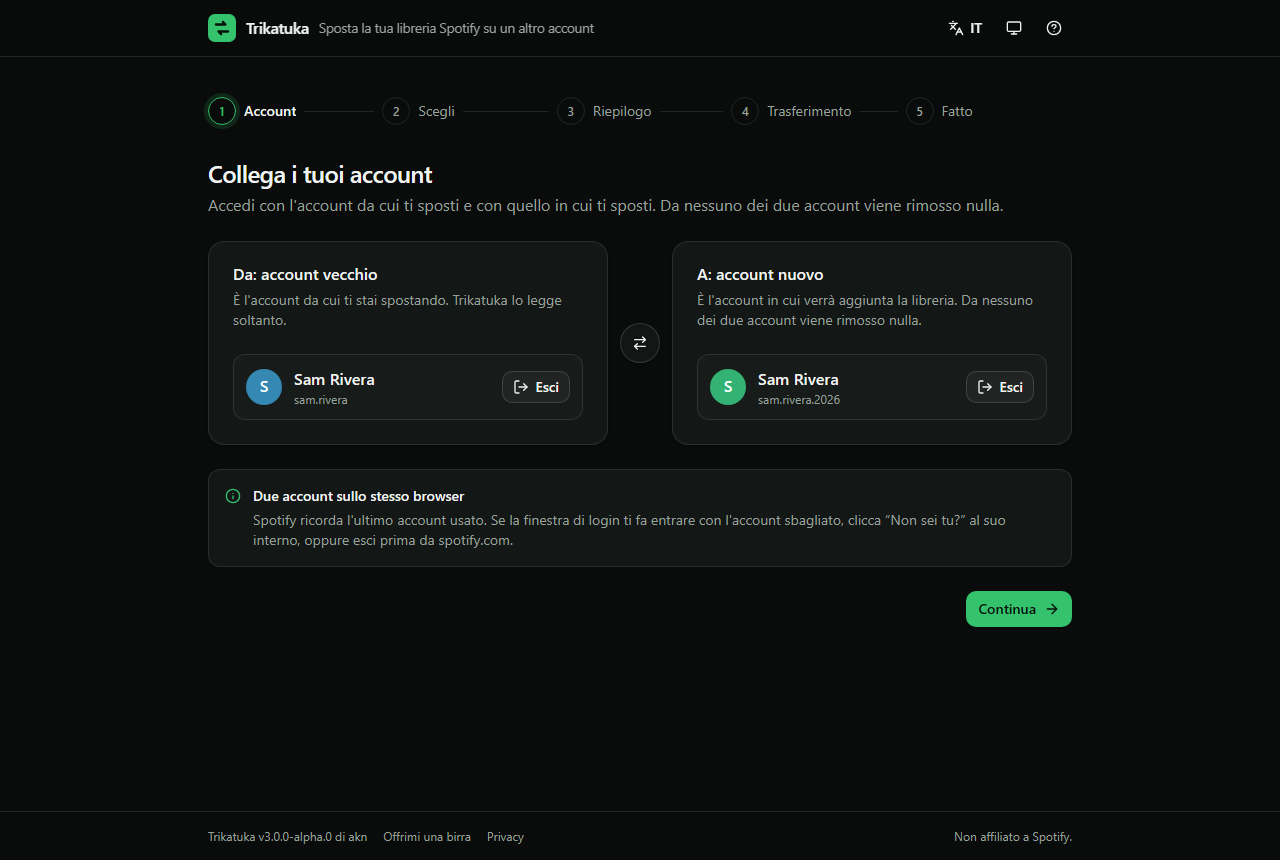 Trikatuka Sposta la tua libreria Spotify su un altro account
IT
1 Account
2 Scegli
3 Riepilogo
4 Trasferimento
5 Fatto
Collega i tuoi account
Accedi con l'account da cui ti sposti e con quello in cui ti sposti. Da nessuno dei due account viene rimosso nulla.
Da: account vecchio
È l'account da cui ti stai spostando. Trikatuka lo legge
soltanto.
S
Sam Rivera
sam.rivera
Esci
A: account nuovo
È l'account in cui verrà aggiunta la libreria. Da nessuno
dei due account viene rimosso nulla.
S
Sam Rivera
sam.rivera.2026
Esci
Due account sullo stesso browser
Spotify ricorda l'ultimo account usato. Se la finestra di login ti fa entrare con l'account sbagliato, clicca “Non sei tu?” al suo
interno, oppure esci prima da spotify.com.
Continua
Trikatuka v3.0.0-alpha.0 di akn
Offrimi una birra
Privacy
Non affiliato a Spotify.